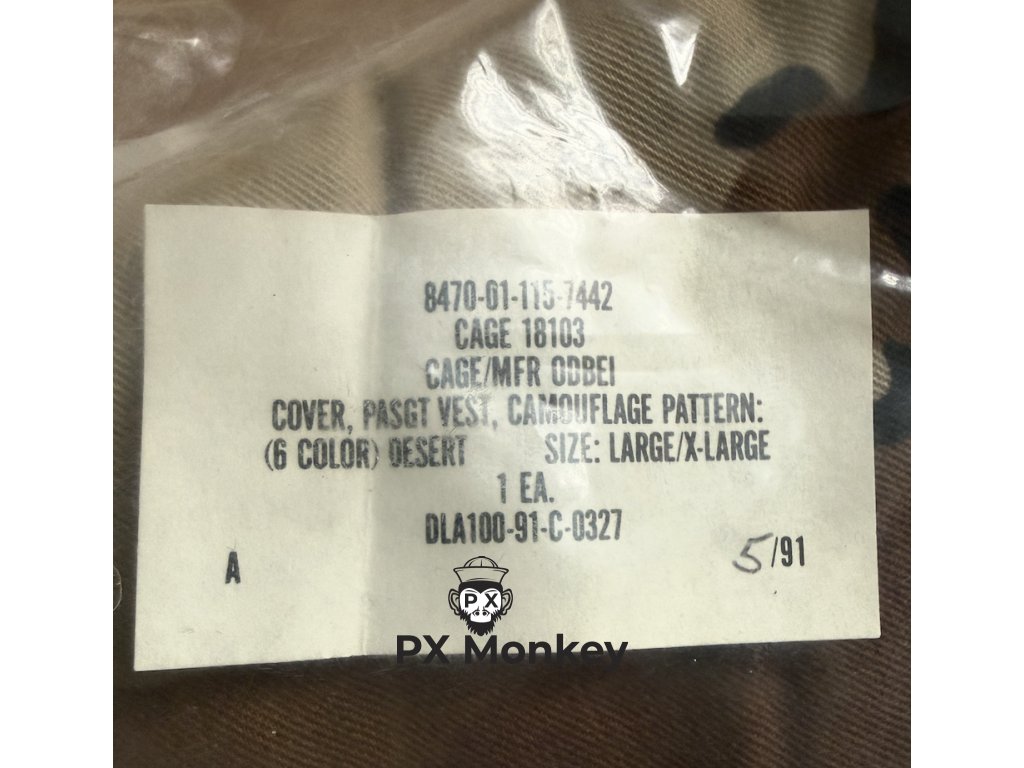 8470-01-115-7442
CAGE 18103
CAGE/MFR ODBEI
COVER, PASGT VEST, CAMOUFLAGE PATTERN:
(6 COLOR) DESERT SIZE: LARGE/X-LARGE
1 EA.
DLA100-91-C-0327
A 5/91
PX
PX Monkey